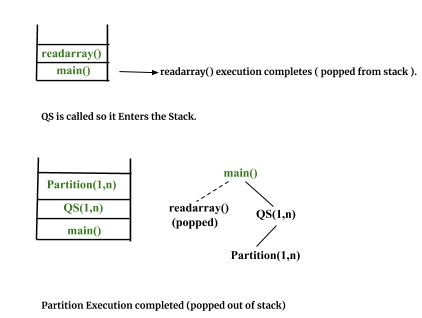 readarray()
main()
readarray() execution completes ( popped from stack ).
QS is called so it Enters the Stack.
Partition(1,n)
QS(1,n)
main()
main()
readarray()
(popped)
QS(1,n)
Partition(1,n)
Partition Execution completed (popped out of stack)